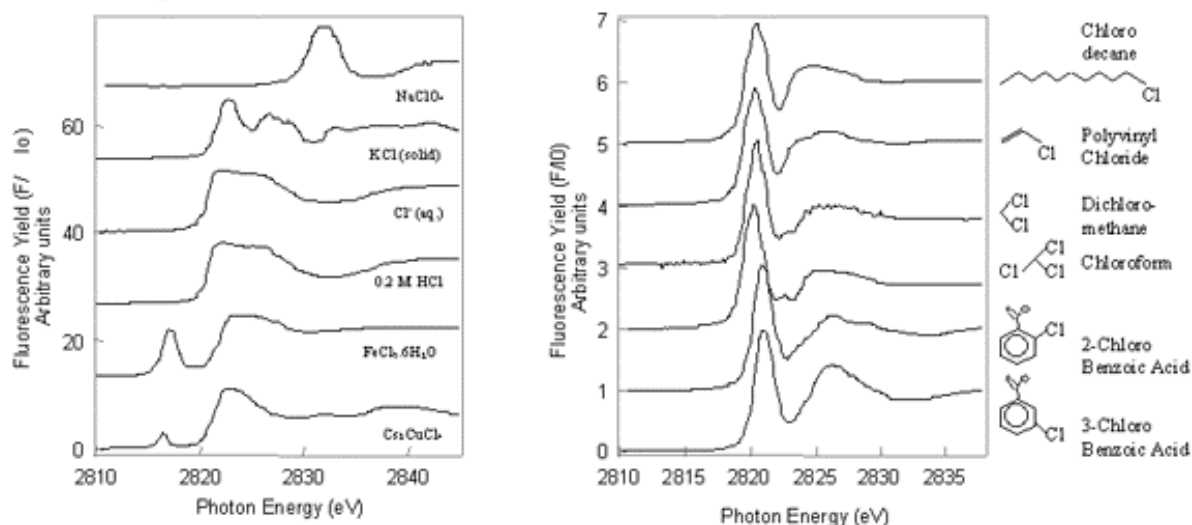 Fluorescence Yield (F/ Io)
Arbitrary units
60
40
20
0
NaClO₄
KCl (solid)
Cl⁻ (aq.)
0.2 M HCl
FeCl₃.6H₂O
Cs₂CuCl₄
2810 2820 2830 2840
Photon Energy (eV)
Fluorescence Yield (F/I0)
Arbitrary units
7
6
5
4
3
2
1
0
2810 2815 2820 2825 2830 2835
Photon Energy (eV)
Chloro
decane
Cl
Polyvinyl
Chloride
Cl
Dichloro-
methane
Cl
Cl
Chloroform
Cl
Cl
Cl
2-Chloro
Benzoic Acid
Cl
3-Chloro
Benzoic Acid
Cl